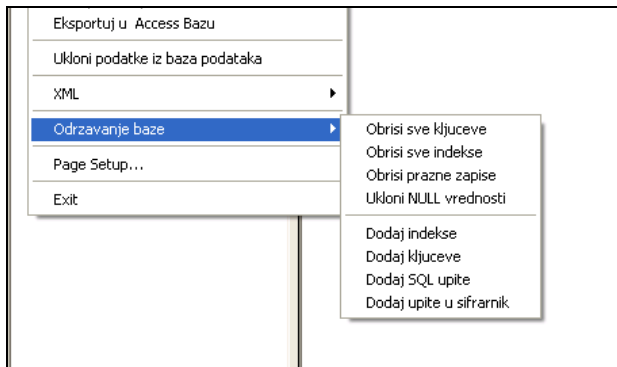 Eksportuj u Access Bazu
Ukloni podatke iz baza podataka
XML
Odrzavanje baze
Page Setup...
Exit
Obrisi sve kljuceve
Obrisi sve indekse
Obrisi prazne zapise
Ukloni NULL vrednosti
Dodaj indekse
Dodaj kljuceve
Dodaj SQL upite
Dodaj upite u sifrarnik